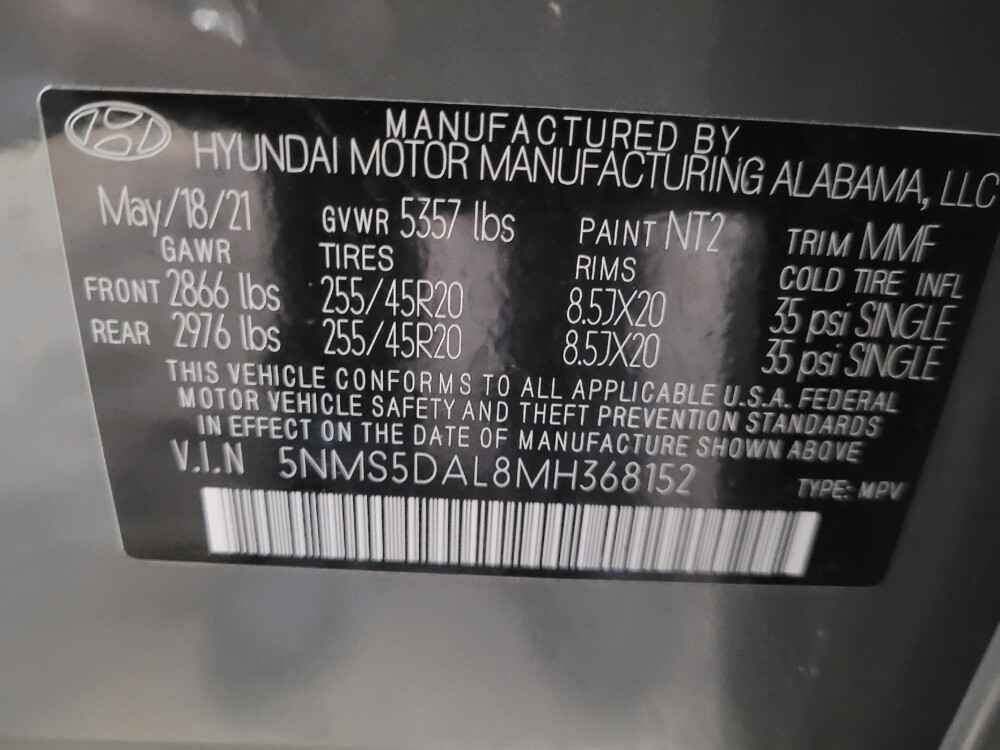 MANUFACTURED BY
HYUNDAI MOTOR MANUFACTURING ALABAMA, LLC
May/18/21 GVWR 5357 lbs PAINT NT2 TRIM MMF
GAWR TIRES RIMS COLD TIRE INFL
FRONT 2866 lbs 255/45R20 8.5JX20 35 psi SINGLE
REAR 2976 lbs 255/45R20 8.5JX20 35 psi SINGLE
THIS VEHICLE CONFORMS TO ALL APPLICABLE U.S.A. FEDERAL
MOTOR VEHICLE SAFETY AND THEFT PREVENTION STANDARDS
IN EFFECT ON THE DATE OF MANUFACTURE SHOWN ABOVE
V.I.N 5NMS5DAL8MH368152 TYPE: MPV